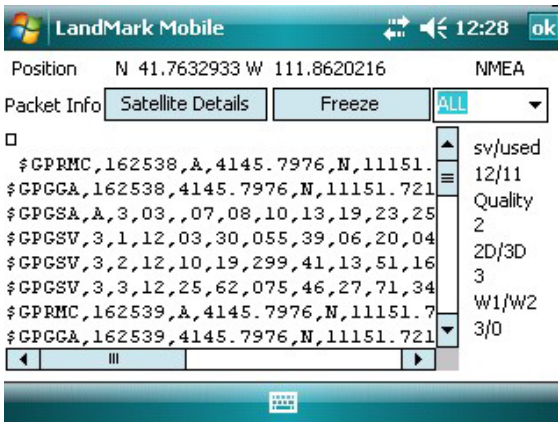 LandMark Mobile 12:28 ok
Position N 41.7632933 W 111.8620216 NMEA
Packet Info Satellite Details Freeze ALL
$GPRMC,162538,A,4145.7976,N,11151.
$GPGGA,162538,4145.7976,N,11151.721
$GPGSA,A,3,03,,07,08,10,13,19,23,25
$GPGSV,3,1,12,03,30,055,39,06,20,04
$GPGSV,3,2,12,10,19,299,41,13,51,16
$GPGSV,3,3,12,25,62,075,46,27,71,34
$GPRMC,162539,A,4145.7976,N,11151.7
$GPGGA,162539,4145.7976,N,11151.721
sv/used
12/11
Quality
2
2D/3D
3
W1/W2
3/0